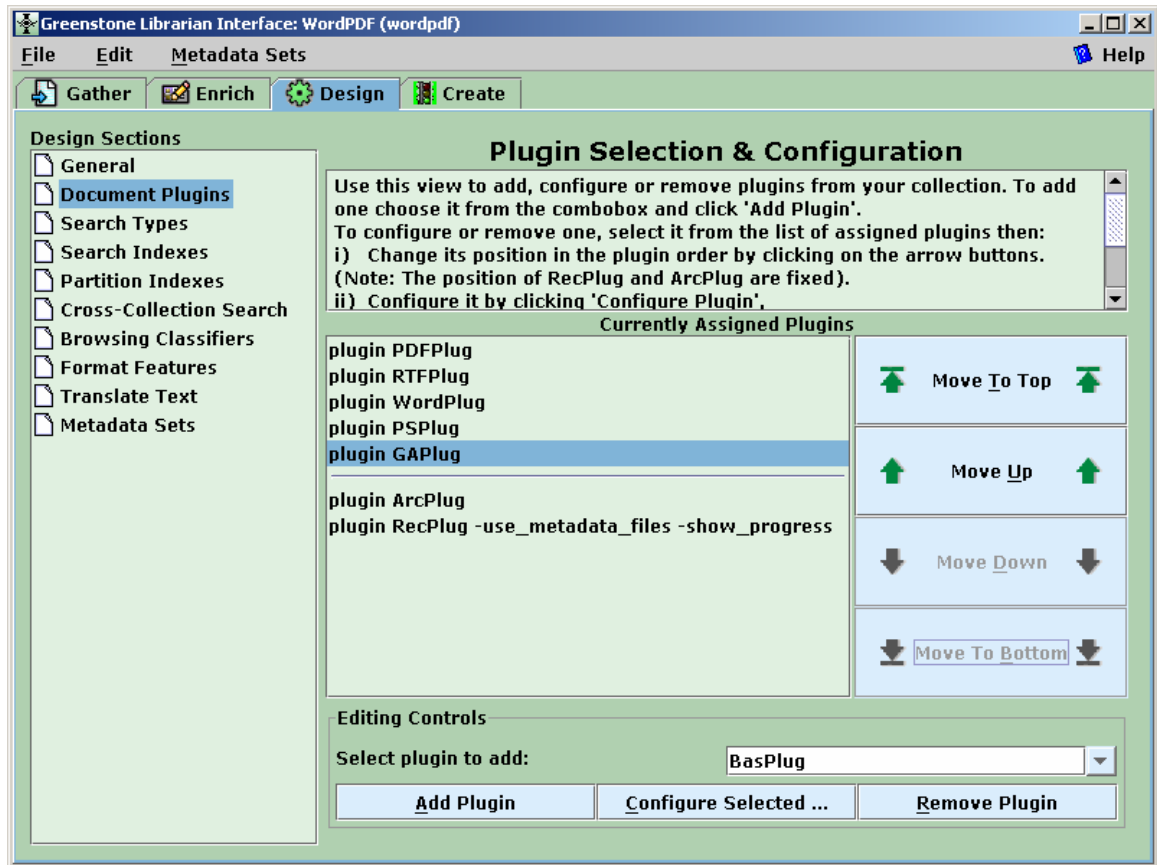 Greenstone Librarian Interface: WordPDF (wordpdf)
File Edit Metadata Sets Help
Gather Enrich Design Create
Design Sections
General
Document Plugins
Search Types
Search Indexes
Partition Indexes
Cross-Collection Search
Browsing Classifiers
Format Features
Translate Text
Metadata Sets
Plugin Selection & Configuration
Use this view to add, configure or remove plugins from your collection. To add
one choose it from the combobox and click 'Add Plugin'.
To configure or remove one, select it from the list of assigned plugins then:
i) Change its position in the plugin order by clicking on the arrow buttons.
(Note: The position of RecPlug and ArcPlug are fixed).
ii) Configure it by clicking 'Configure Plugin',
Currently Assigned Plugins
plugin PDFPlug
plugin RTFPlug
plugin WordPlug
plugin PSPlug
plugin GAPlug
plugin ArcPlug
plugin RecPlug -use_metadata_files -show_progress
Move To Top
Move Up
Move Down
Move To Bottom
Editing Controls
Select plugin to add: BasPlug
Add Plugin Configure Selected ... Remove Plugin